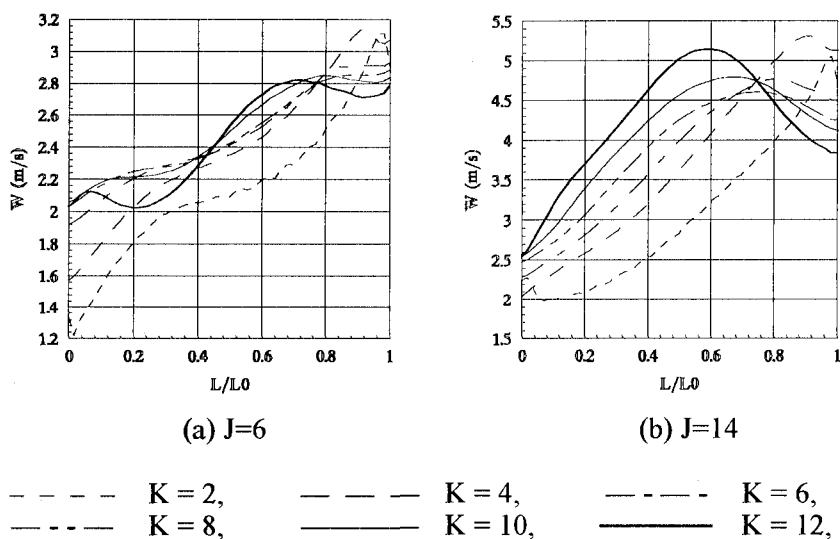 3.2
3
2.8
2.6
2.4
2.2
2
1.8
1.6
1.4
1.2
W (m/s)
0 0.2 0.4 0.6 0.8 1
L/L0
(a) J=6
5.5
5
4.5
4
3.5
3
2.5
2
1.5
W (m/s)
0 0.2 0.4 0.6 0.8 1
L/L0
(b) J=14
K = 2, K = 4, K = 6,
K = 8, K = 10, K = 12,